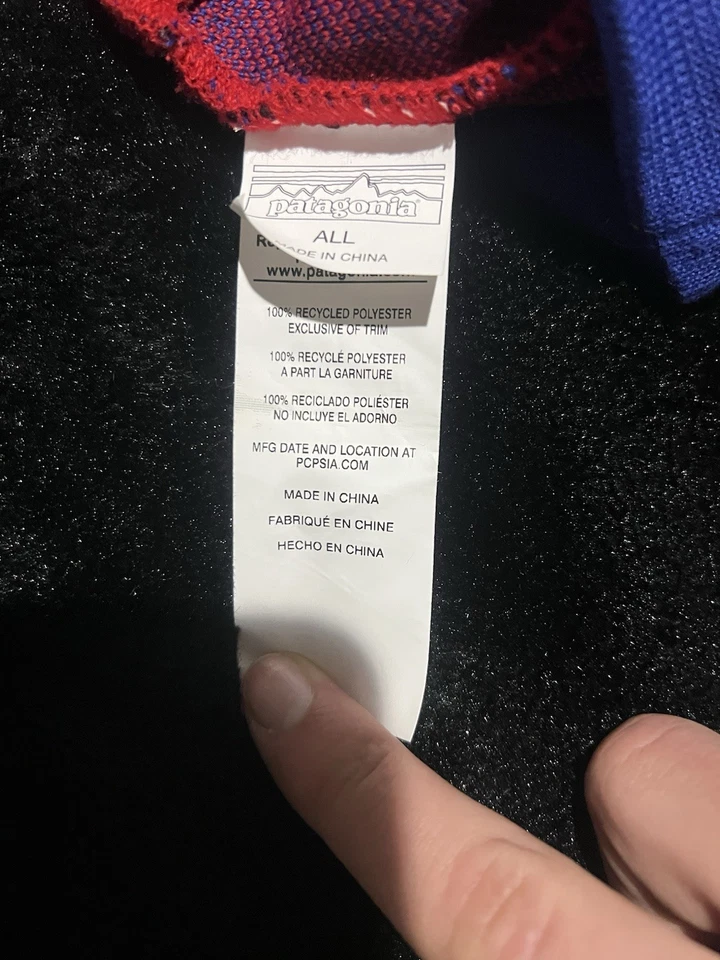 patagonia®
ALL
MADE IN CHINA
100% RECYCLED POLYESTER
EXCLUSIVE OF TRIM
100% RECYCLÉ POLYESTER
A PART LA GARNITURE
100% RECICLADO POLIÉSTER
NO INCLUYE EL ADORNO
MFG DATE AND LOCATION AT
PCPSIA.COM
MADE IN CHINA
FABRIQUÉ EN CHINE
HECHO EN CHINA